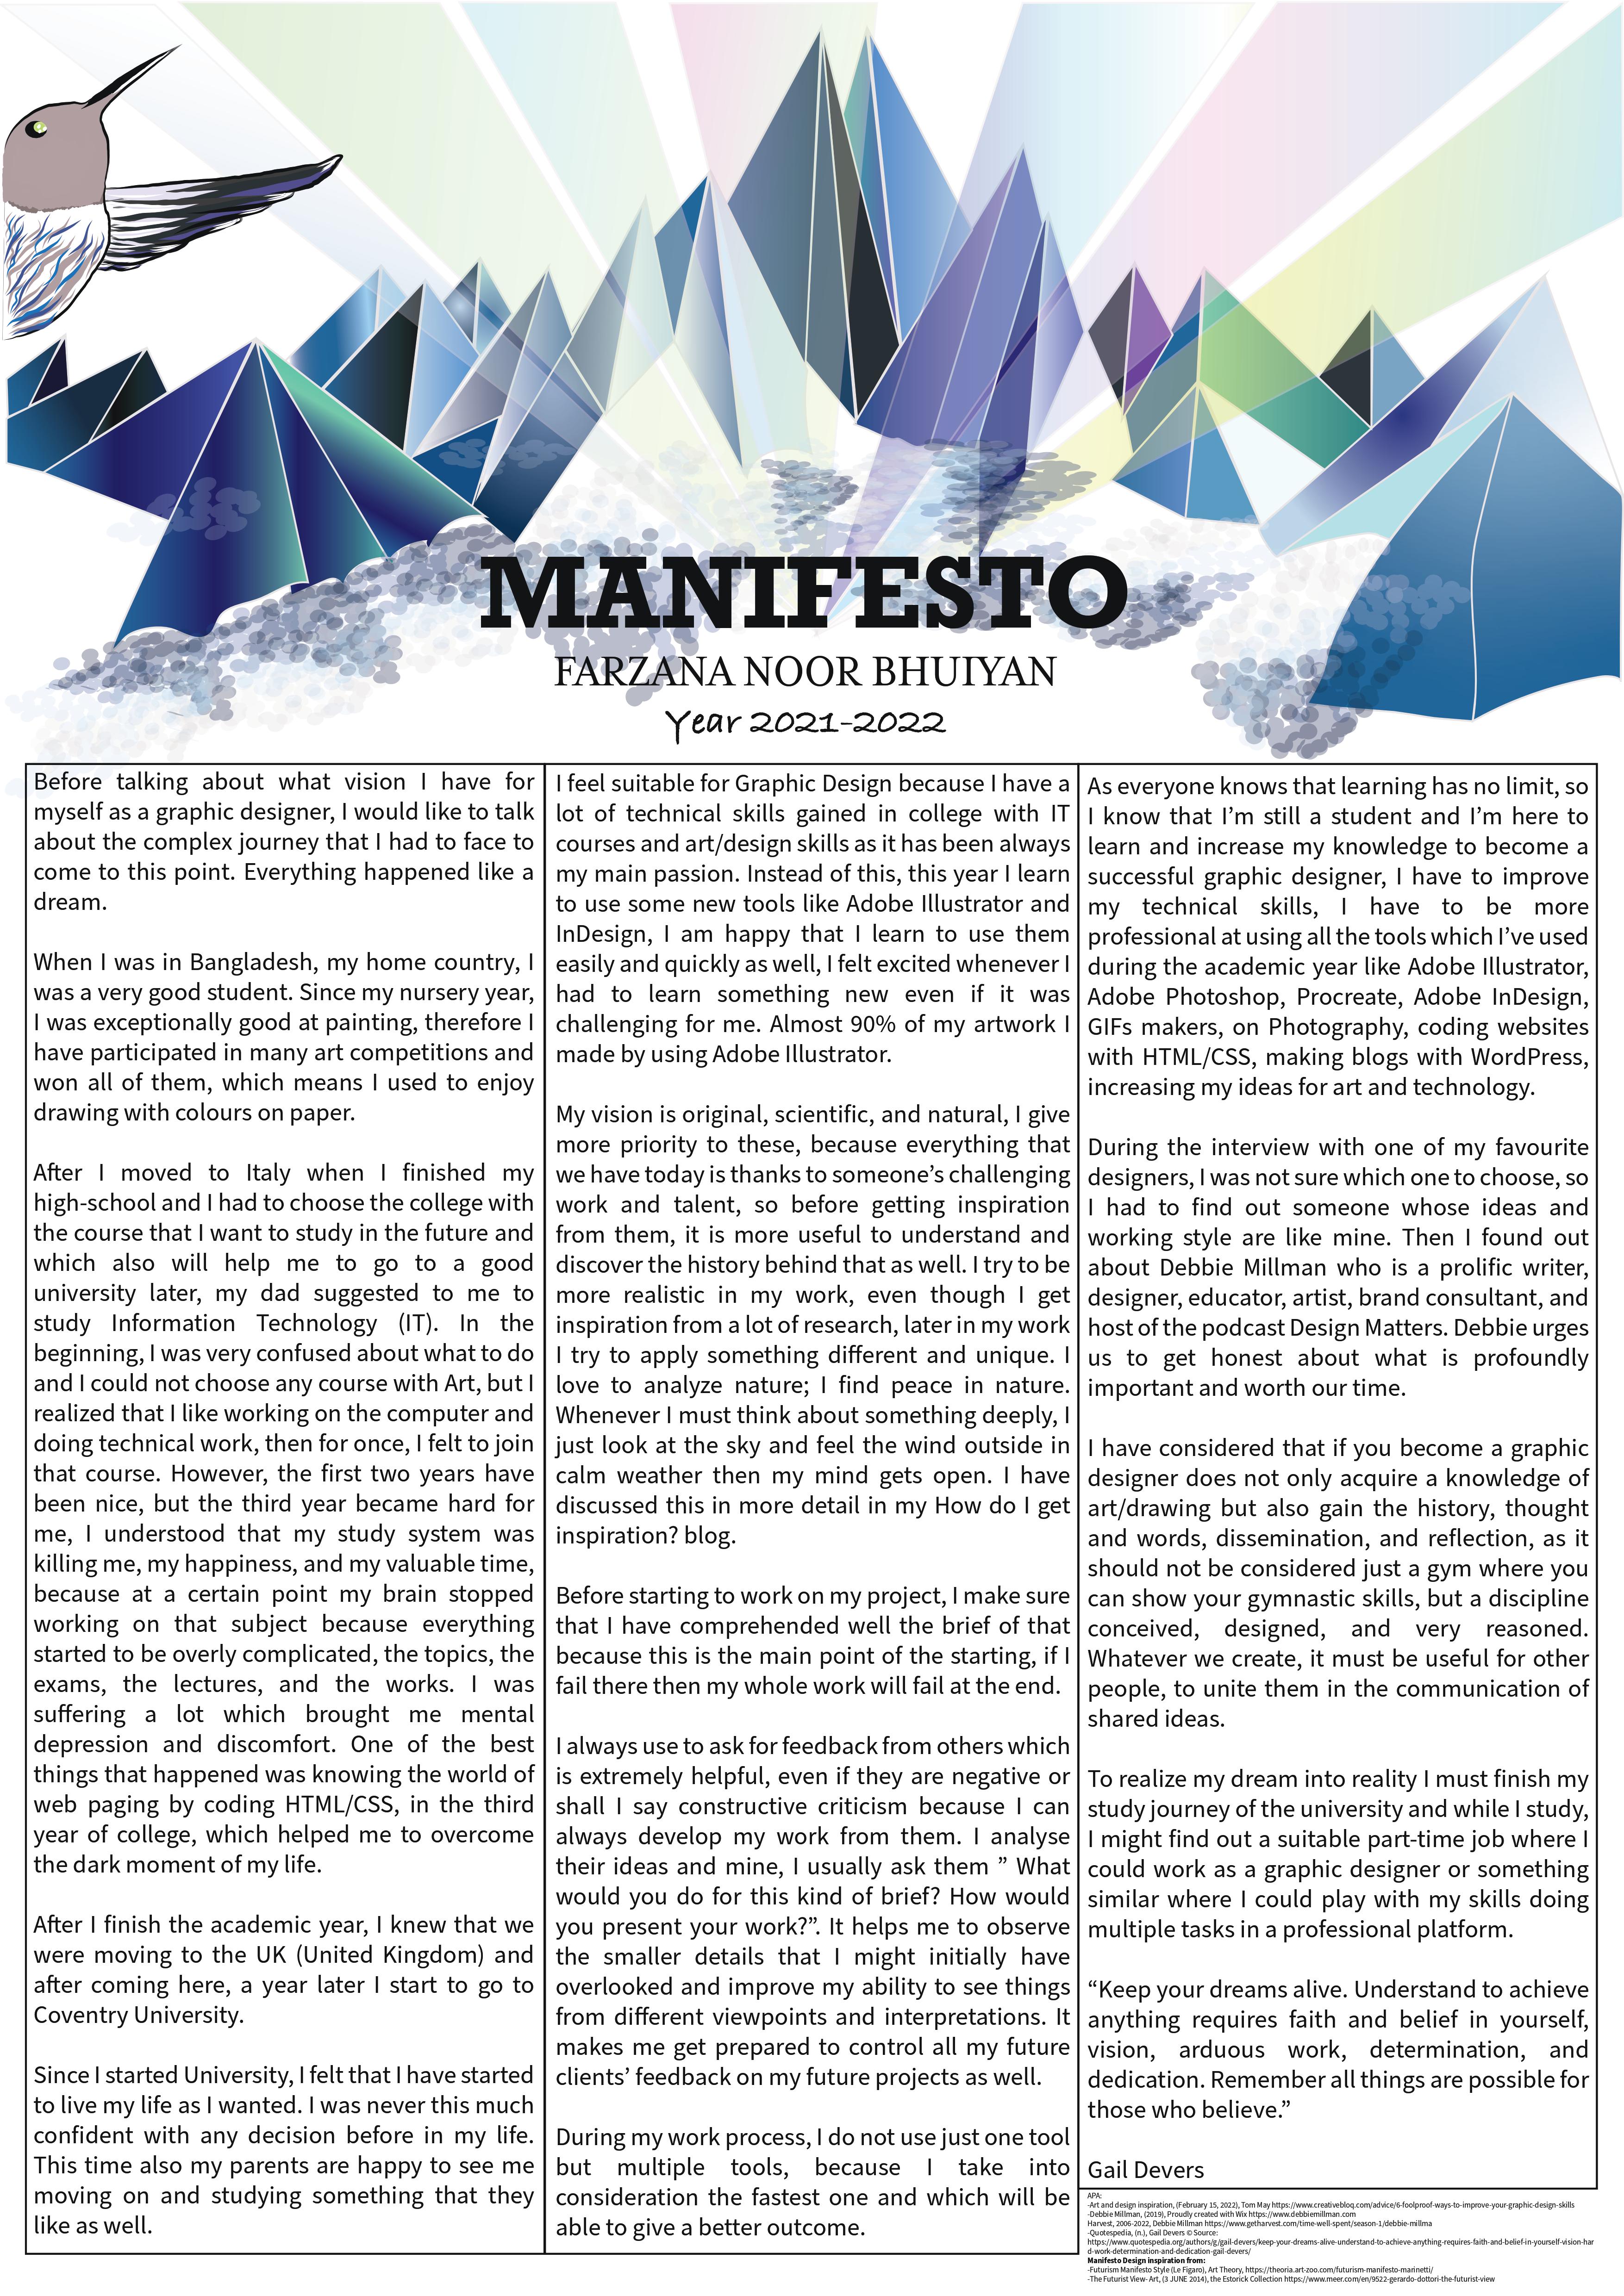 MANIFESTO
FARZANA NOOR BHUIYAN
Year 2021-2022
Before talking about what vision I have for
myself as a graphic designer, I would like to talk
about the complex journey that I had to face to
come to this point. Everything happened like a
dream.
When I was in Bangladesh, my home country, I
was a very good student. Since my nursery year,
I was exceptionally good at painting, therefore I
have participated in many art competitions and
won all of them, which means I used to enjoy
drawing with colours on paper.
After I moved to Italy when I finished my
high-school and I had to choose the college with
the course that I want to study in the future and
which also will help me to go to a good
university later, my dad suggested to me to
study Information Technology (IT). In the
beginning, I was very confused about what to do
and I could not choose any course with Art, but I
realized that I like working on the computer and
doing technical work, then for once, I felt to join
that course. However, the first two years have
been nice, but the third year became hard for
me, I understood that my study system was
killing me, my happiness, and my valuable time,
because at a certain point my brain stopped
working on that subject because everything
started to be overly complicated, the topics, the
exams, the lectures, and the works. I was
suffering a lot which brought me mental
depression and discomfort. One of the best
things that happened was knowing the world of
web paging by coding HTML/CSS, in the third
year of college, which helped me to overcome
the dark moment of my life.
After I finish the academic year, I knew that we
were moving to the UK (United Kingdom) and
after coming here, a year later I start to go to
Coventry University.
Since I started University, I felt that I have started
to live my life as I wanted. I was never this much
confident with any decision before in my life.
This time also my parents are happy to see me
moving on and studying something that they
like as well.
I feel suitable for Graphic Design because I have a
lot of technical skills gained in college with IT
courses and art/design skills as it has been always
my main passion. Instead of this, this year I learn
to use some new tools like Adobe Illustrator and
InDesign, I am happy that I learn to use them
easily and quickly as well, I felt excited whenever I
had to learn something new even if it was
challenging for me. Almost 90% of my artwork I
made by using Adobe Illustrator.
My vision is original, scientific, and natural, I give
more priority to these, because everything that
we have today is thanks to someone’s challenging
work and talent, so before getting inspiration
from them, it is more useful to understand and
discover the history behind that as well. I try to be
more realistic in my work, even though I get
inspiration from a lot of research, later in my work
I try to apply something different and unique. I
love to analyze nature; I find peace in nature.
Whenever I must think about something deeply, I
just look at the sky and feel the wind outside in
calm weather then my mind gets open. I have
discussed this in more detail in my How do I get
inspiration? blog.
Before starting to work on my project, I make sure
that I have comprehended well the brief of that
because this is the main point of the starting, if I
fail there then my whole work will fail at the end.
I always use to ask for feedback from others which
is extremely helpful, even if they are negative or
shall I say constructive criticism because I can
always develop my work from them. I analyse
their ideas and mine, I usually ask them ” What
would you do for this kind of brief? How would
you present your work?”. It helps me to observe
the smaller details that I might initially have
overlooked and improve my ability to see things
from different viewpoints and interpretations. It
makes me get prepared to control all my future
clients’ feedback on my future projects as well.
During my work process, I do not use just one tool
but multiple tools, because I take into
consideration the fastest one and which will be
able to give a better outcome.
As everyone knows that learning has no limit, so
I know that I’m still a student and I’m here to
learn and increase my knowledge to become a
successful graphic designer, I have to improve
my technical skills, I have to be more
professional at using all the tools which I’ve used
during the academic year like Adobe Illustrator,
Adobe Photoshop, Procreate, Adobe InDesign,
GIFs makers, on Photography, coding websites
with HTML/CSS, making blogs with WordPress,
increasing my ideas for art and technology.
During the interview with one of my favourite
designers, I was not sure which one to choose, so
I had to find out someone whose ideas and
working style are like mine. Then I found out
about Debbie Millman who is a prolific writer,
designer, educator, artist, brand consultant, and
host of the podcast Design Matters. Debbie urges
us to get honest about what is profoundly
important and worth our time.
I have considered that if you become a graphic
designer does not only acquire a knowledge of
art/drawing but also gain the history, thought
and words, dissemination, and reflection, as it
should not be considered just a gym where you
can show your gymnastic skills, but a discipline
conceived, designed, and very reasoned.
Whatever we create, it must be useful for other
people, to unite them in the communication of
shared ideas.
To realize my dream into reality I must finish my
study journey of the university and while I study,
I might find out a suitable part-time job where I
could work as a graphic designer or something
similar where I could play with my skills doing
multiple tasks in a professional platform.
“Keep your dreams alive. Understand to achieve
anything requires faith and belief in yourself,
vision, arduous work, determination, and
dedication. Remember all things are possible for
those who believe.”
Gail Devers
APA:
-Art and design inspiration, (February 15, 2022), Tom May https://www.creativebloq.com/advice/6-foolproof-ways-to-improve-your-graphic-design-skills
-Debbie Millman, (2019), Proudly created with Wix https://www.debbiemillman.com
Harvest, 2006-2022, Debbie Millman https://www.getharvest.com/time-well-spent/season-1/debbie-millma
-Quotespedia, (n.), Gail Devers © Source:
https://www.quotespedia.org/authors/g/gail-devers/keep-your-dreams-alive-understand-to-achieve-anything-requires-faith-and-belief-in-yourself-vision-har
d-work-determination-and-dedication-gail-devers/
Manifesto Design inspiration from:
-Futurism Manifesto Style (Le Figaro), Art Theory, https://theoria.art-zoo.com/futurism-manifesto-marinetti/
-The Futurist View- Art, (3 JUNE 2014), the Estorick Collection https://www.meer.com/en/9522-gerardo-dottori-the-futurist-view